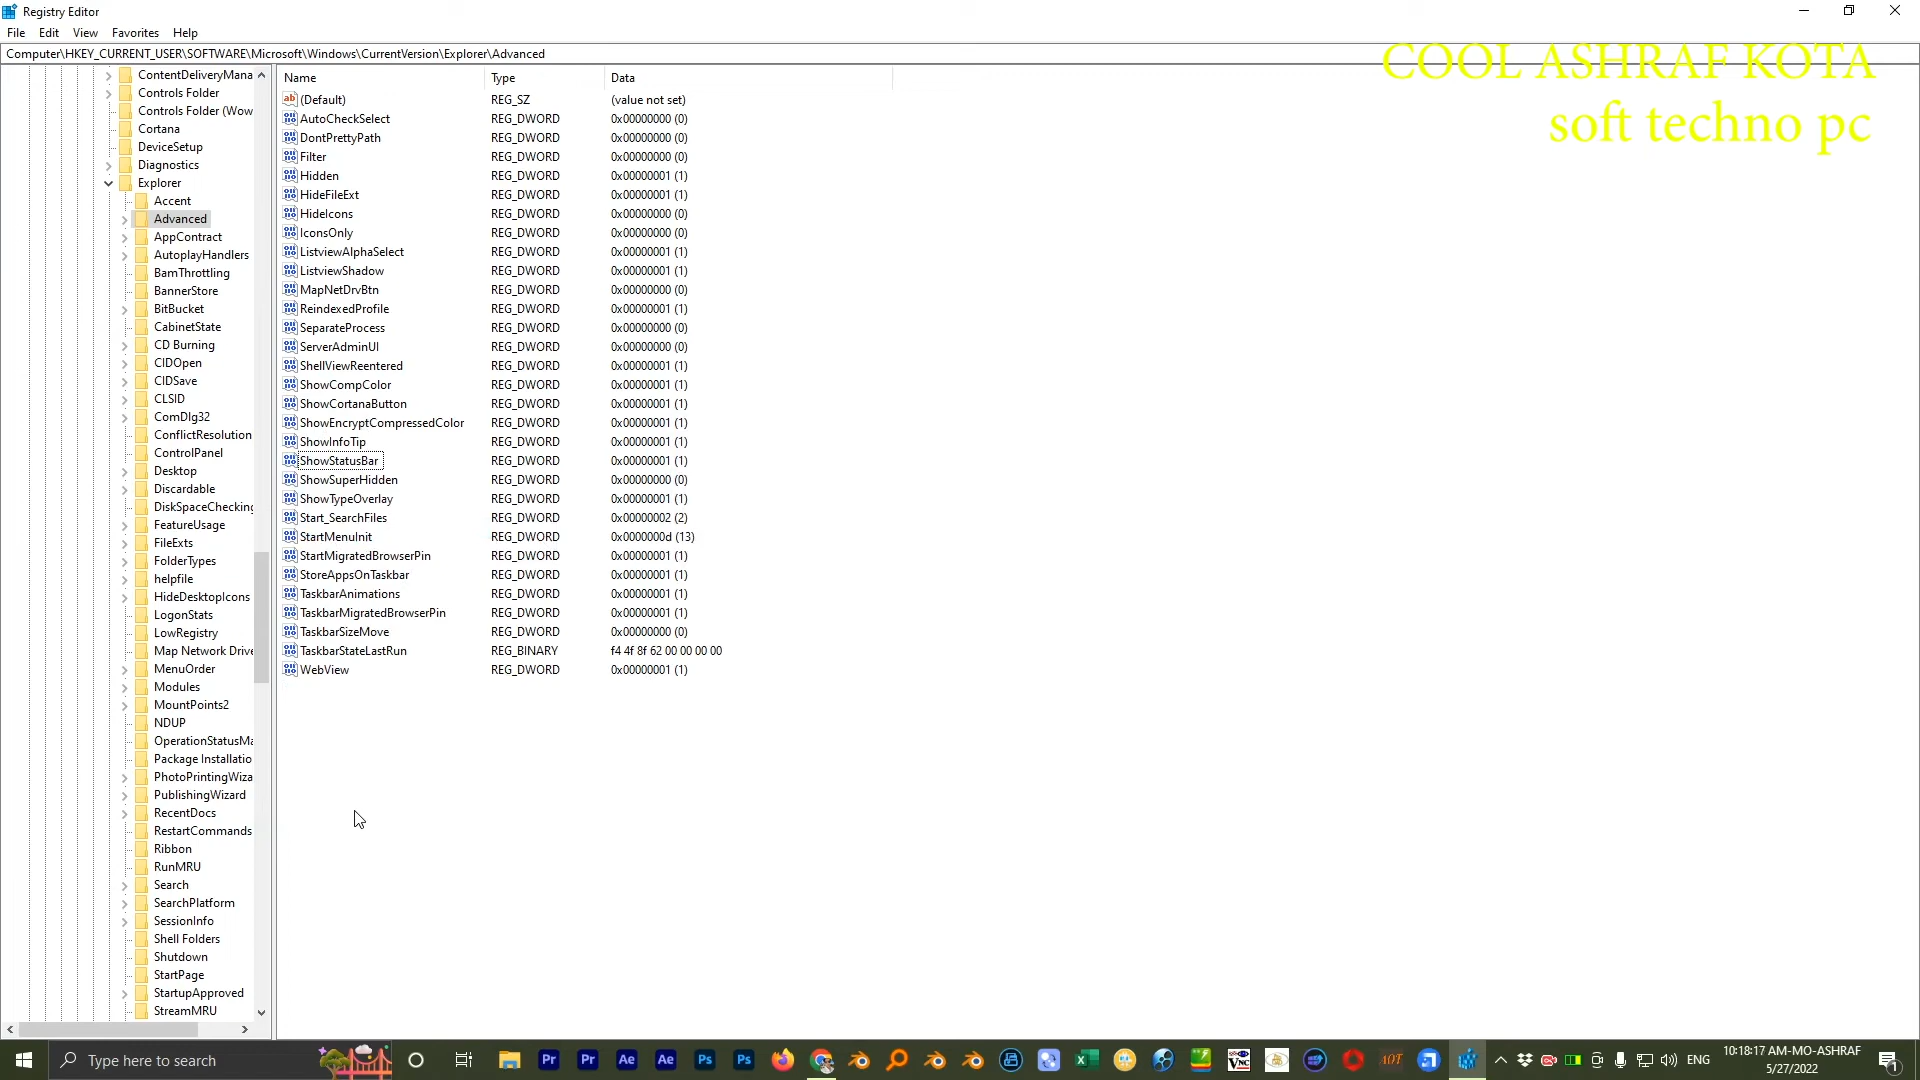 Registry Editor
File Edit View Favorites Help
Computer\HKEY_CURRENT_USER\SOFTWARE\Microsoft\Windows\CurrentVersion\Explorer\Advanced
COOL ASHRAF KOTA
soft techno pc
ContentDeliveryMana
Controls Folder
Controls Folder (Wow
Cortana
DeviceSetup
Diagnostics
Explorer
Accent
Advanced
AppContract
AutoplayHandlers
BamThrottling
BannerStore
BitBucket
CabinetState
CD Burning
CIDOpen
CIDSave
CLSID
ComDlg32
ConflictResolution
ControlPanel
Desktop
Discardable
DiskSpaceChecking
FeatureUsage
FileExts
FolderTypes
helpfile
HideDesktopIcons
LogonStats
LowRegistry
Map Network Drive
MenuOrder
Modules
MountPoints2
NDUP
OperationStatusMa
Package Installatio
PhotoPrintingWiza
PublishingWizard
RecentDocs
RestartCommands
Ribbon
RunMRU
Search
SearchPlatform
SessionInfo
Shell Folders
Shutdown
StartPage
StartupApproved
StreamMRU
Name Type Data
(Default) REG_SZ (value not set)
AutoCheckSelect REG_DWORD 0x00000000 (0)
DontPrettyPath REG_DWORD 0x00000000 (0)
Filter REG_DWORD 0x00000000 (0)
Hidden REG_DWORD 0x00000001 (1)
HideFileExt REG_DWORD 0x00000001 (1)
HideIcons REG_DWORD 0x00000000 (0)
IconsOnly REG_DWORD 0x00000000 (0)
ListviewAlphaSelect REG_DWORD 0x00000001 (1)
ListviewShadow REG_DWORD 0x00000001 (1)
MapNetDrvBtn REG_DWORD 0x00000000 (0)
ReindexedProfile REG_DWORD 0x00000001 (1)
SeparateProcess REG_DWORD 0x00000000 (0)
ServerAdminUI REG_DWORD 0x00000000 (0)
ShellViewReentered REG_DWORD 0x00000001 (1)
ShowCompColor REG_DWORD 0x00000001 (1)
ShowCortanaButton REG_DWORD 0x00000001 (1)
ShowEncryptCompressedColor REG_DWORD 0x00000001 (1)
ShowInfoTip REG_DWORD 0x00000001 (1)
ShowStatusBar REG_DWORD 0x00000001 (1)
ShowSuperHidden REG_DWORD 0x00000000 (0)
ShowTypeOverlay REG_DWORD 0x00000001 (1)
Start_SearchFiles REG_DWORD 0x00000002 (2)
StartMenuInit REG_DWORD 0x0000000d (13)
StartMigratedBrowserPin REG_DWORD 0x00000001 (1)
StoreAppsOnTaskbar REG_DWORD 0x00000001 (1)
TaskbarAnimations REG_DWORD 0x00000001 (1)
TaskbarMigratedBrowserPin REG_DWORD 0x00000001 (1)
TaskbarSizeMove REG_DWORD 0x00000000 (0)
TaskbarStateLastRun REG_BINARY f4 4f 8f 62 00 00 00 00
WebView REG_DWORD 0x00000001 (1)
Type here to search
Pr Pr Ae Ae Ps Ps
ENG
10:18:17 AM-MO-ASHRAF
5/27/2022